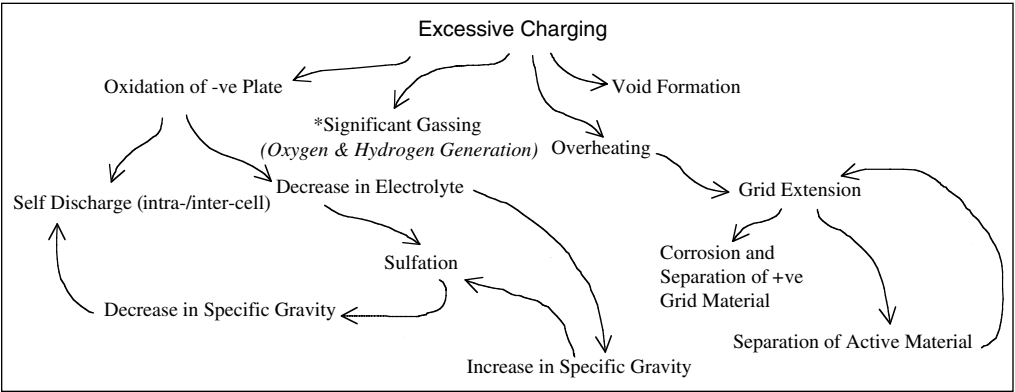 Excessive Charging
Oxidation of -ve Plate
Void Formation
*Significant Gassing
(Oxygen & Hydrogen Generation)
Overheating
Self Discharge (intra-/inter-cell)
Decrease in Electrolyte
Grid Extension
Sulfation
Corrosion and
Separation of +ve
Grid Material
Decrease in Specific Gravity
Separation of Active Material
Increase in Specific Gravity